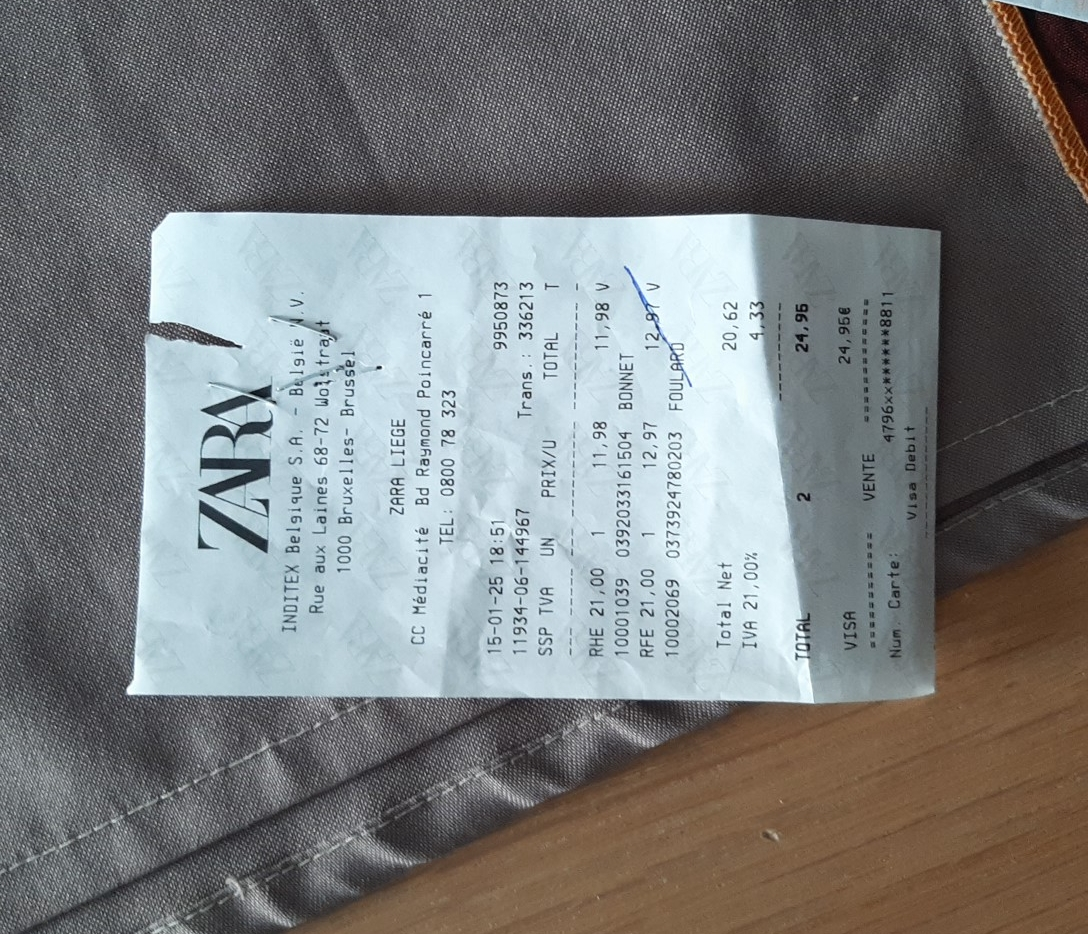 ZARA
INDITEX Belgique S.A. - België N.V.
Rue aux Laines 68-72 Wolstraat
1000 Bruxelles- Brussel
ZARA LIEGE
CC Médiacité Bd Raymond Poincarré 1
TEL: 0800 78 323
15-01-25 18:51 9950873
11934-06-144967 Trans.: 336213
SSP TVA UN PRIX/U TOTAL T
--- ------- --- ---------------------- -
RHE 21,00 1 11,98 11,98 V
10001039 0392033161504 BONNET
RFE 21,00 1 12,97 12,97 V
10002069 0373924780203 FOULARD
Total Net 20,62
IVA 21,00% 4,33
----------
TOTAL 2 24,95
VISA 24,95€
============ VENTE ============
Num. Carte: 4796xx******8811
Visa Debit